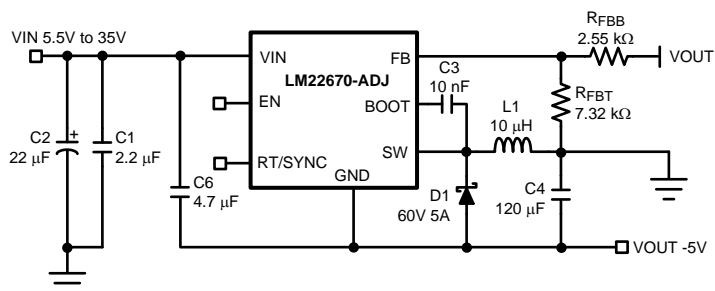 VIN 5.5V to 35V
VIN
FB
RFBB
2.55 kΩ
VOUT
LM22670-ADJ
C3
10 nF
EN
BOOT
L1
10 μH
RFBT
7.32 kΩ
C2
22 μF
+
C1
2.2 μF
RT/SYNC
SW
GND
C6
4.7 μF
D1
60V 5A
C4
120 μF
VOUT -5V